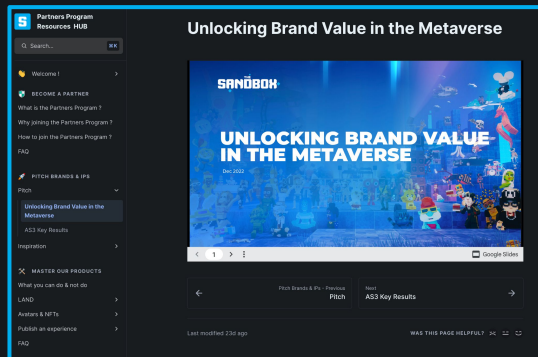 Partners Program
Resources HUB
Search...
⌘K
Welcome !
BECOME A PARTNER
What is the Partners Program ?
Why joining the Partners Program ?
How to join the Partners Program ?
FAQ
PITCH BRANDS & IPS
Pitch
Unlocking Brand Value in the
Metaverse
AS3 Key Results
Inspiration
MASTER OUR PRODUCTS
What you can do & not do
LAND
Avatars & NFTs
Publish an experience
FAQ
Unlocking Brand Value in the Metaverse
THE
SANDBOX
UNLOCKING BRAND VALUE
IN THE METAVERSE
Dec 2022
1
Google Slides
Pitch Brands & IPs - Previous
Pitch
Next
AS3 Key Results
Last modified 23d ago
WAS THIS PAGE HELPFUL?